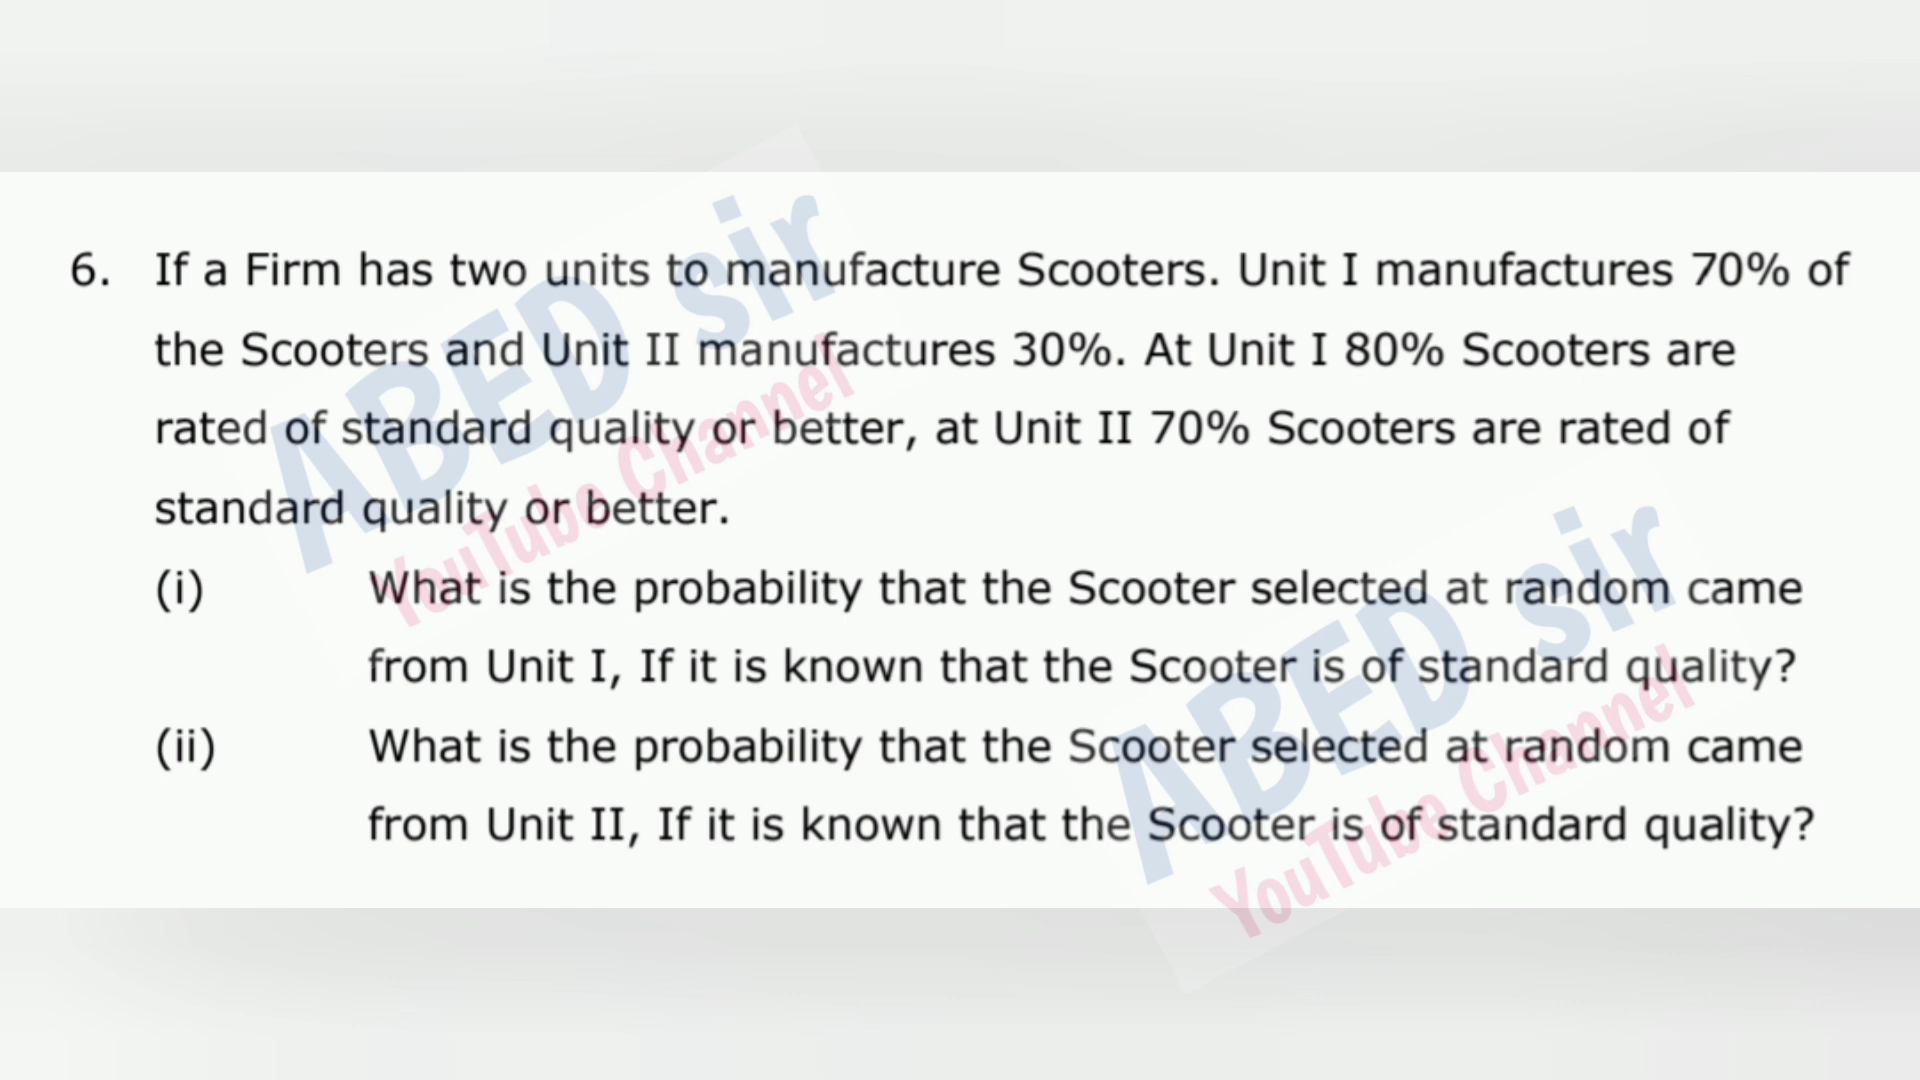 6. If a Firm has two units to manufacture Scooters. Unit I manufactures 70% of
the Scooters and Unit II manufactures 30%. At Unit I 80% Scooters are
rated of standard quality or better, at Unit II 70% Scooters are rated of
standard quality or better.
(i) What is the probability that the Scooter selected at random came
from Unit I, If it is known that the Scooter is of standard quality?
(ii) What is the probability that the Scooter selected at random came
from Unit II, If it is known that the Scooter is of standard quality?
ABED sir
YouTube Channel
ABED sir
YouTube Channel